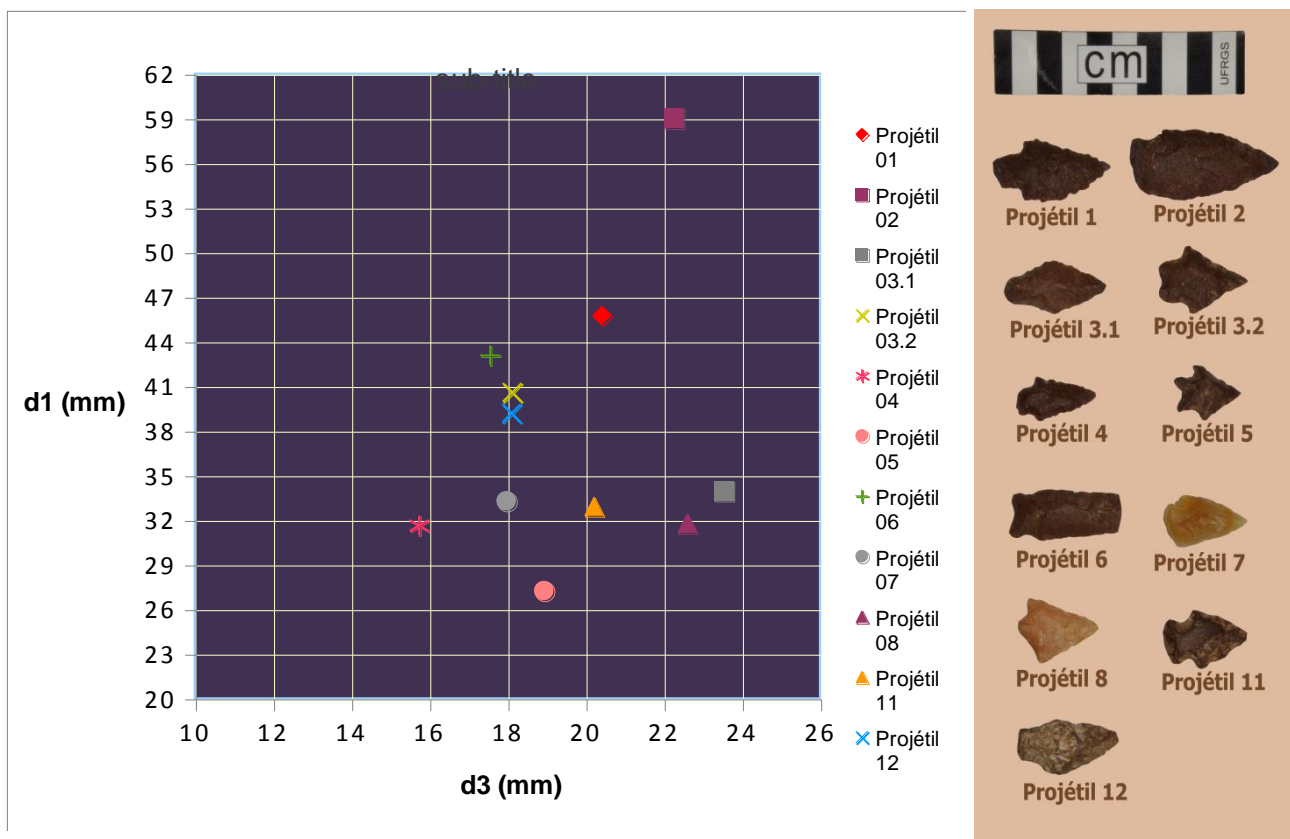 sub-title
62
59
56
53
50
47
44
41
38
35
32
29
26
23
20
d1 (mm)
10 12 14 16 18 20 22 24 26
d3 (mm)
Projétil
01
Projétil
02
Projétil
03.1
Projétil
03.2
Projétil
04
Projétil
05
Projétil
06
Projétil
07
Projétil
08
Projétil
11
Projétil
12
cm
UFRGS
Projétil 1 Projétil 2
Projétil 3.1 Projétil 3.2
Projétil 4 Projétil 5
Projétil 6 Projétil 7
Projétil 8 Projétil 11
Projétil 12